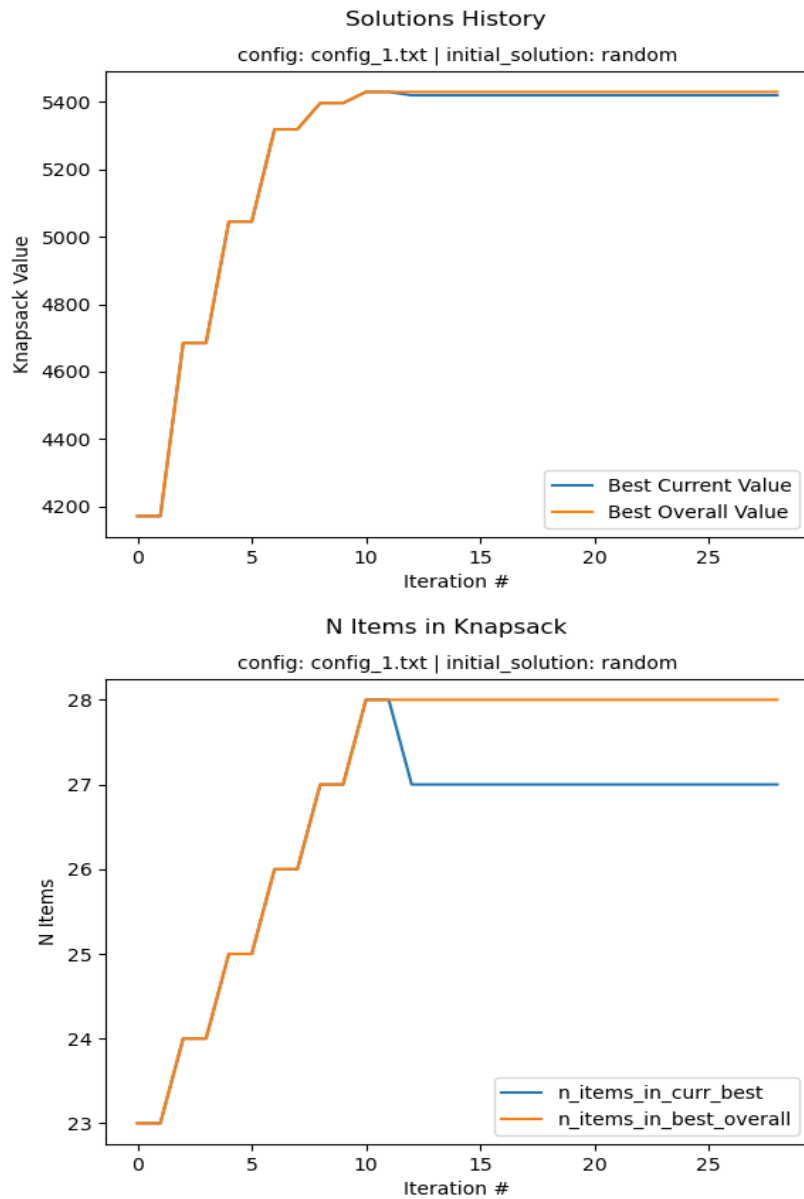 Solutions History
config: config_1.txt | initial_solution: random
5400
5200
5000
4800
4600
4400
4200
Knapsack Value
Best Current Value
Best Overall Value
0 5 10 15 20 25
Iteration #
N Items in Knapsack
config: config_1.txt | initial_solution: random
28
27
26
25
24
23
N Items
n_items_in_curr_best
n_items_in_best_overall
0 5 10 15 20 25
Iteration #